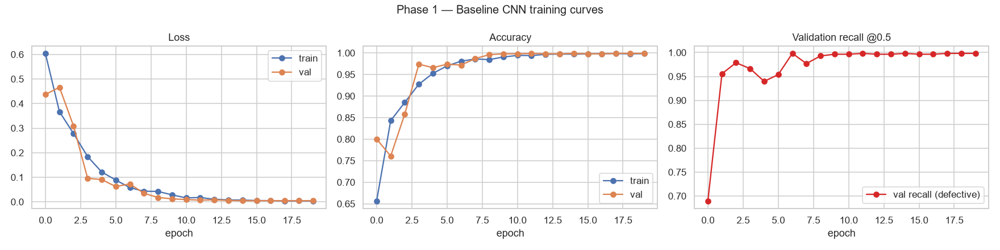 Phase 1 — Baseline CNN training curves
Loss
0.6
0.5
0.4
0.3
0.2
0.1
0.0
train
val
0.0 2.5 5.0 7.5 10.0 12.5 15.0 17.5
epoch
Accuracy
1.00
0.95
0.90
0.85
0.80
0.75
0.70
0.65
train
val
0.0 2.5 5.0 7.5 10.0 12.5 15.0 17.5
epoch
Validation recall @0.5
1.00
0.95
0.90
0.85
0.80
0.75
0.70
val recall (defective)
0.0 2.5 5.0 7.5 10.0 12.5 15.0 17.5
epoch